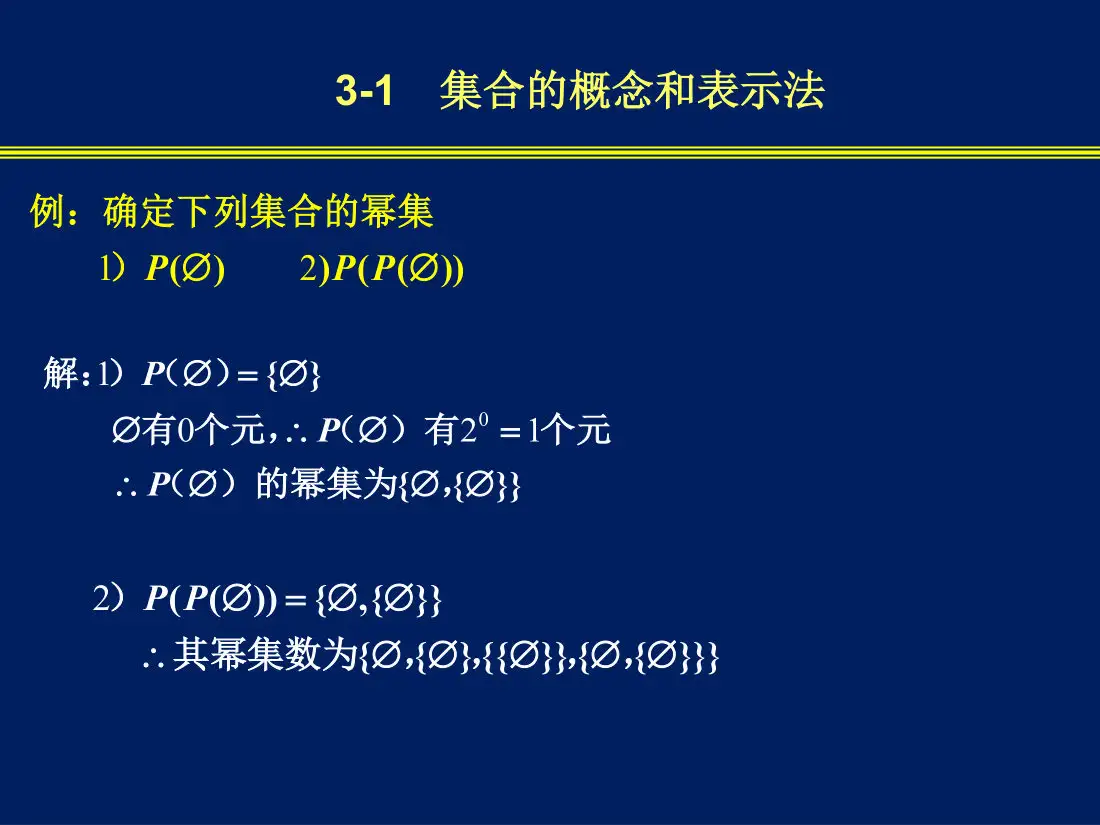 3-1 集合的概念和表示法
例：确定下列集合的幂集
1）P(∅) 2)P(P(∅))
解：1）P（∅）= {∅}
∅有0个元，∴ P（∅）有2⁰ = 1个元
∴ P（∅）的幂集为{∅，{∅}}
2）P(P(∅)) = {∅,{∅}}
∴ 其幂集数为{∅，{∅}，{{∅}}，{∅，{∅}}}